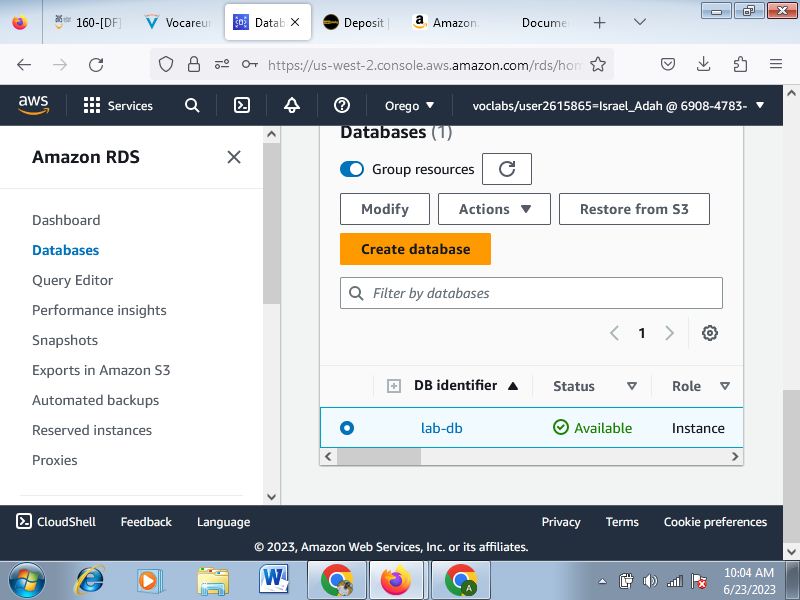 160-[DF]
Vocareum
Datab
Deposit
Amazon.
Docume
https://us-west-2.console.aws.amazon.com/rds/hom
aws
Services
Orego
voclabs/user2615865=Israel_Adah @ 6908-4783-
Amazon RDS
Dashboard
Databases
Query Editor
Performance insights
Snapshots
Exports in Amazon S3
Automated backups
Reserved instances
Proxies
Databases (1)
Group resources
Modify
Actions
Restore from S3
Create database
Filter by databases
1
DB identifier
Status
Role
lab-db
Available
Instance
CloudShell
Feedback
Language
Privacy
Terms
Cookie preferences
© 2023, Amazon Web Services, Inc. or its affiliates.
10:04 AM
6/23/2023